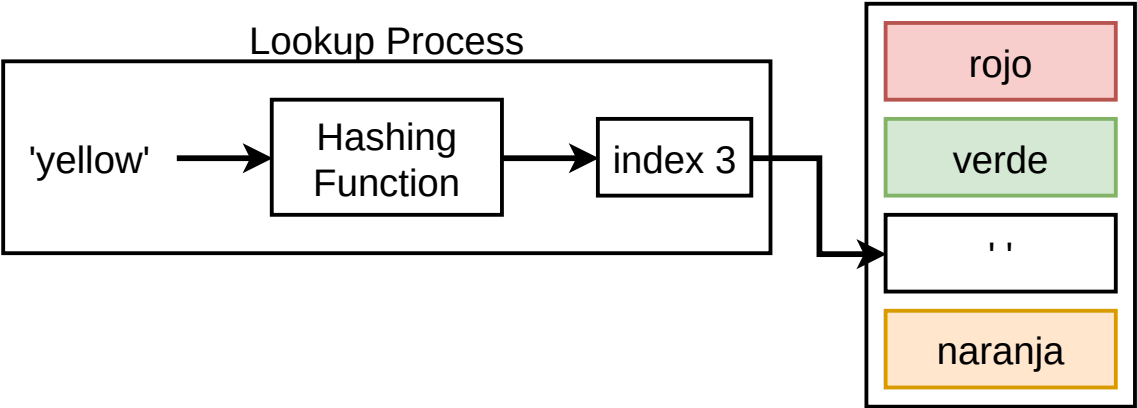 Lookup Process
'yellow'
Hashing
Function
index 3
rojo
verde
' '
naranja